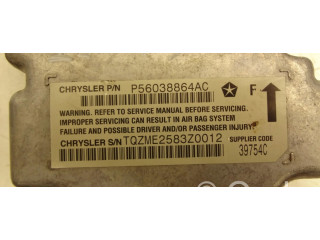 CHRYSLER P/N P56038864AC
F
WARNING. REFER TO SERVICE MANUAL BEFORE SERVICING.
IMPROPER SERVICING CAN RESULT IN AIR BAG SYSTEM
FAILURE AND POSSIBLE DRIVER AND/OR PASSENGER INJURY.
CHRYSLER S/N TQZME2583Z0012
SUPPLIER CODE
39754C